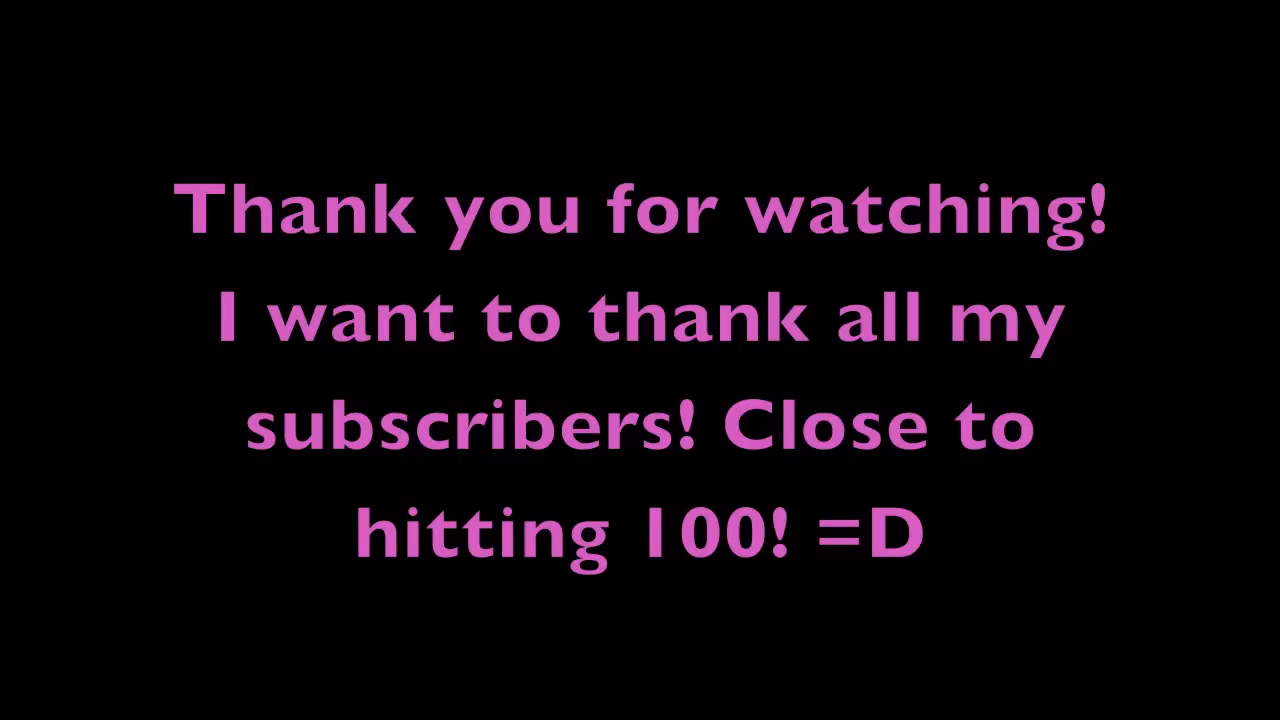 Thank you for watching!
I want to thank all my
subscribers! Close to
hitting 100! =D